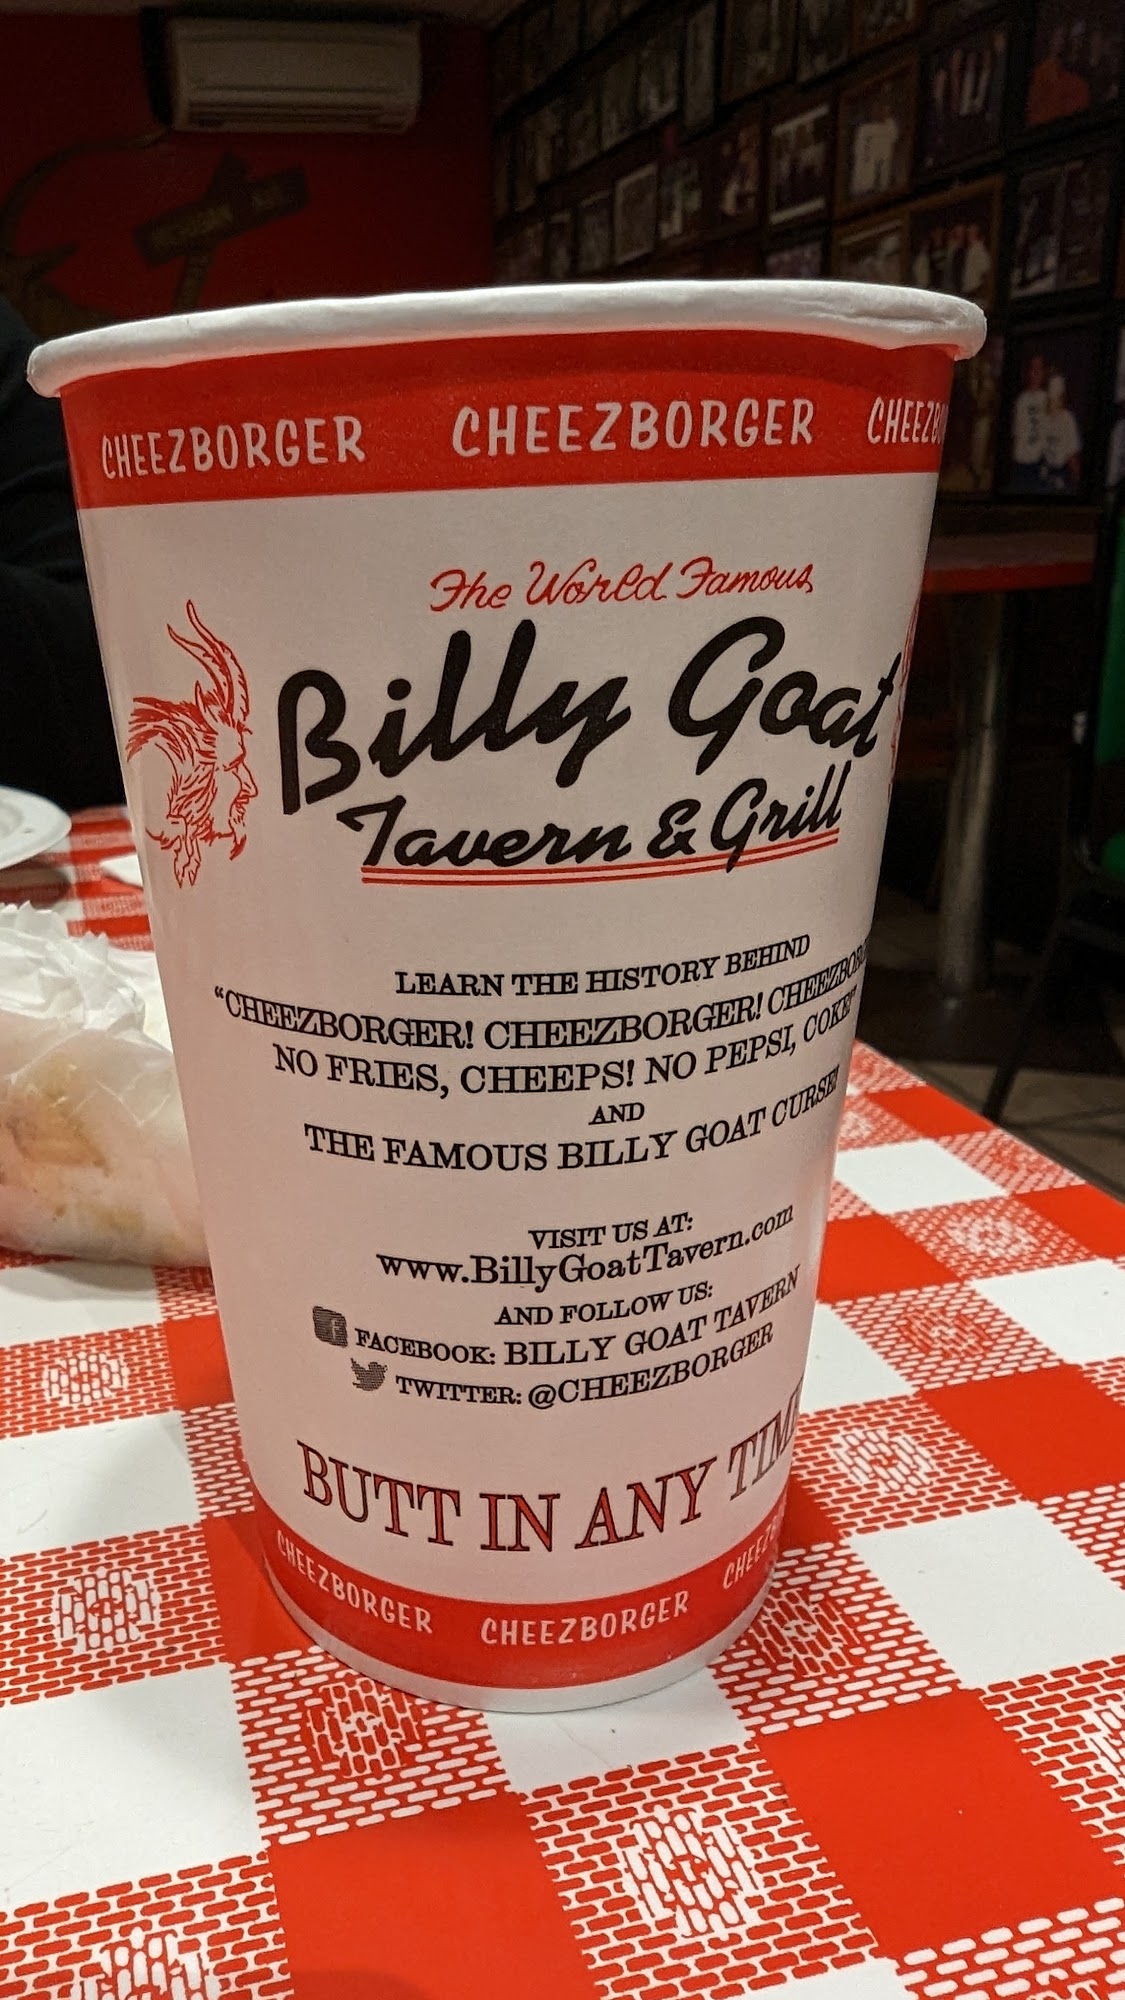 CHEEZBORGER CHEEZBORGER
The World Famous
Billy Goat
Tavern & Grill
LEARN THE HISTORY BEHIND
"CHEEZBORGER! CHEEZBORGER!
NO FRIES, CHEEPS! NO PEPSI, COKE"
AND
THE FAMOUS BILLY GOAT CURSE!
VISIT US AT:
www.BillyGoatTavern.com
AND FOLLOW US:
f FACEBOOK: BILLY GOAT TAVERN
TWITTER: @CHEEZBORGER
BUTT IN ANY
CHEEZBORGER CHEEZBORGER